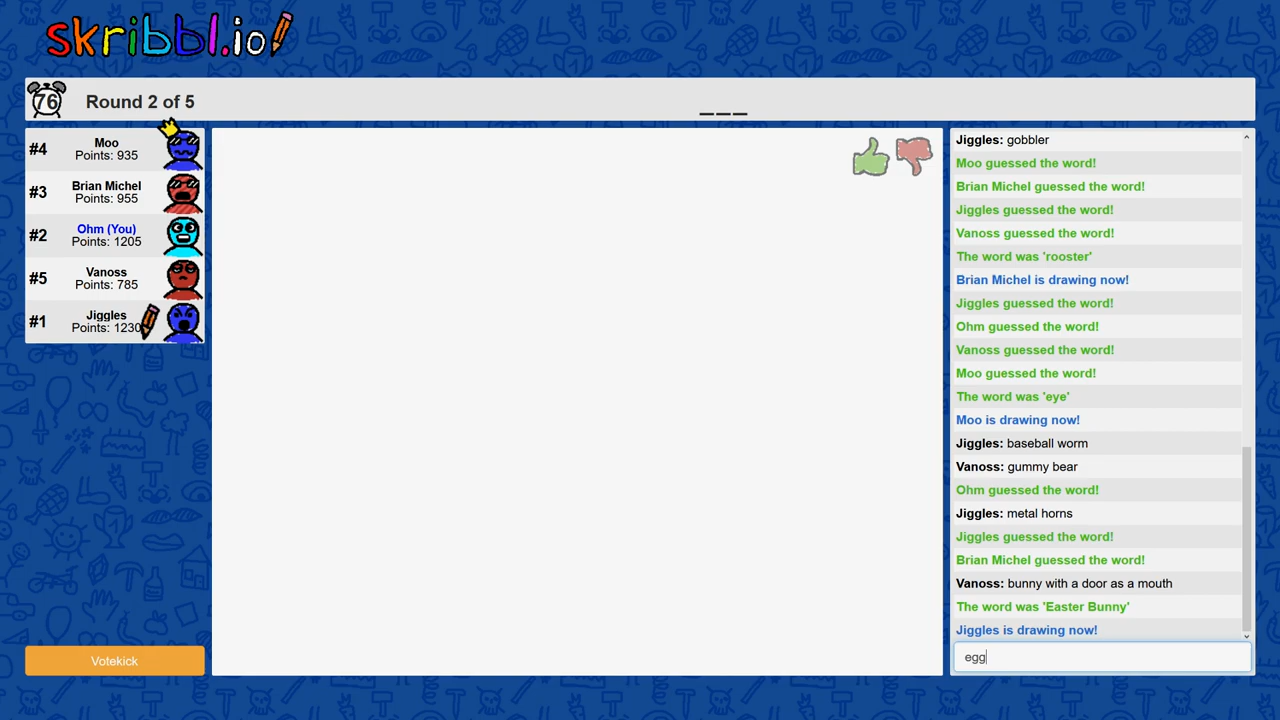 skribbl.io
76
Round 2 of 5
_ _ _
#4
Moo
Points: 935
#3
Brian Michel
Points: 955
#2
Ohm (You)
Points: 1205
#5
Vanoss
Points: 785
#1
Jiggles
Points: 1230
Votekick
Jiggles: gobbler
Moo guessed the word!
Brian Michel guessed the word!
Jiggles guessed the word!
Vanoss guessed the word!
The word was 'rooster'
Brian Michel is drawing now!
Jiggles guessed the word!
Ohm guessed the word!
Vanoss guessed the word!
Moo guessed the word!
The word was 'eye'
Moo is drawing now!
Jiggles: baseball worm
Vanoss: gummy bear
Ohm guessed the word!
Jiggles: metal horns
Jiggles guessed the word!
Brian Michel guessed the word!
Vanoss: bunny with a door as a mouth
The word was 'Easter Bunny'
Jiggles is drawing now!
egg